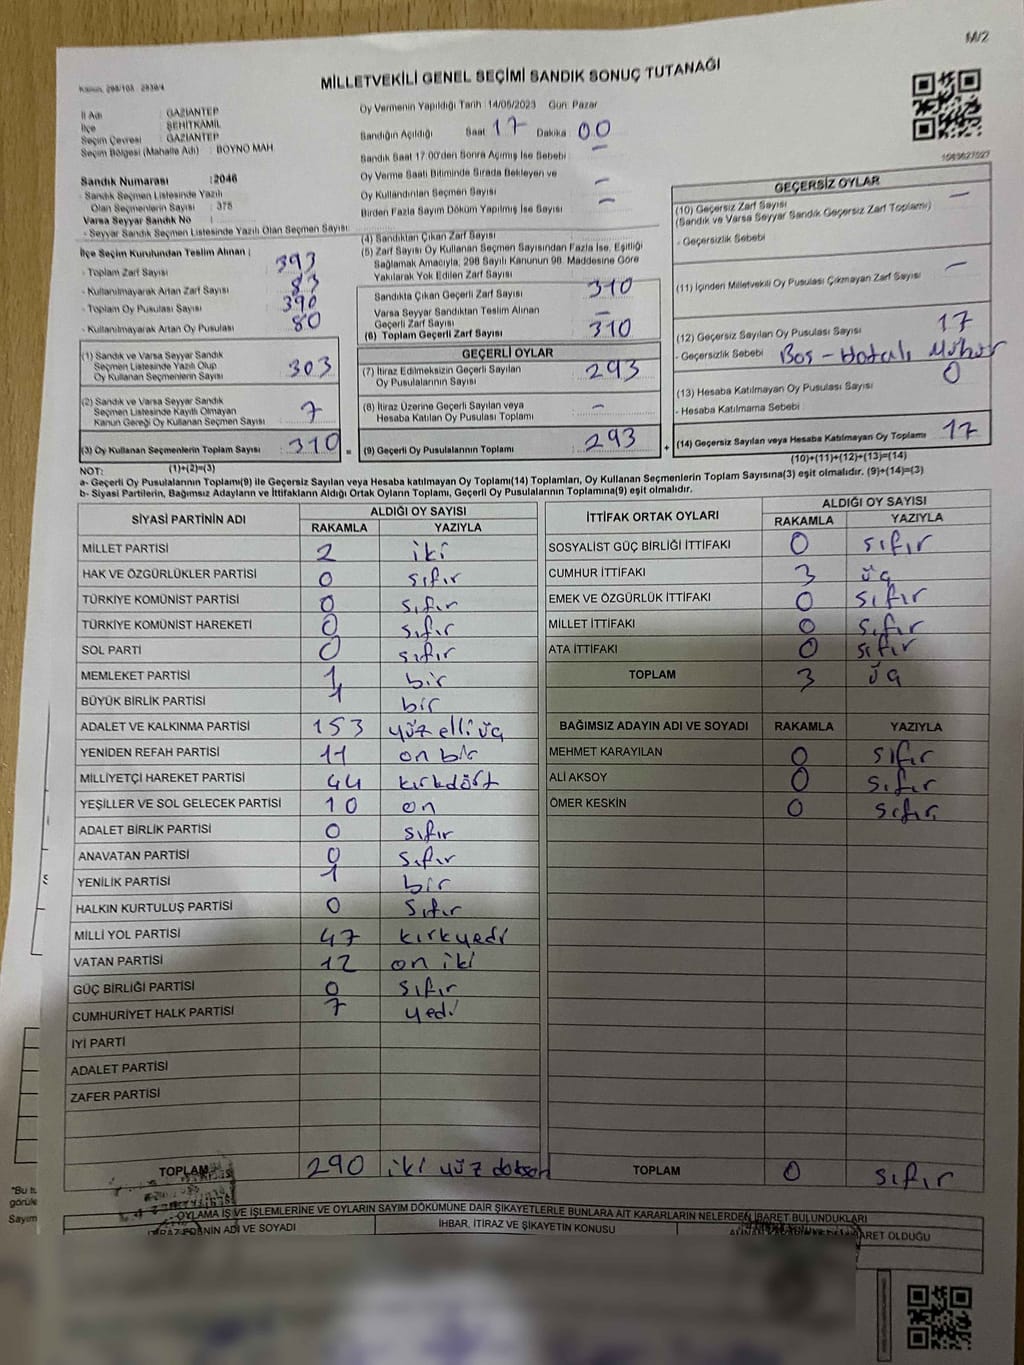 M/2
MİLLETVEKİLİ GENEL SEÇİMİ SANDIK SONUÇ TUTANAĞI
İl Adı : GAZİANTEP
İlçe : ŞEHİTKAMİL
Seçim Çevresi : GAZİANTEP
Seçim Bölgesi (Mahalle Adı) : BOYNO MAH
Sandık Numarası : 2046
- Sandık Seçmen Listesinde Yazılı
Olan Seçmenlerin Sayısı : 375
Varsa Seyyar Sandık No :
- Seyyar Sandık Seçmen Listesinde Yazılı Olan Seçmen Sayısı:
İlçe Seçim Kurulundan Teslim Alınan :
- Toplam Zarf Sayısı 393
- Kullanılmayarak Artan Zarf Sayısı 83
- Toplam Oy Pusulası Sayısı 390
- Kullanılmayarak Artan Oy Pusulası 80
(1) Sandık ve Varsa Seyyar Sandık
Seçmen Listesinde Yazılı Olup
Oy Kullanan Seçmenlerin Sayısı 303
(2) Sandık ve Varsa Seyyar Sandık
Seçmen Listesinde Kayıtlı Olmayan
Kanun Gereği Oy Kullanan Seçmen Sayısı 7
(3) Oy Kullanan Seçmenlerin Toplam Sayısı 310
(1)+(2)=(3)
Oy Vermenin Yapıldığı Tarih :14/05/2023 Gün: Pazar
Sandığın Açıldığı Saat 17 Dakika: 00
Sandık Saat 17:00'den Sonra Açımış İse Sebebi –
Oy Verme Saati Bitiminde Sırada Bekleyen ve
Oy Kullandırılan Seçmen Sayısı –
Birden Fazla Sayım Döküm Yapılmış İse Sayısı –
(4) Sandıktan Çıkan Zarf Sayısı
(5) Zarf Sayısı Oy Kullanan Seçmen Sayısından Fazla İse, Eşitliği
Sağlamak Amacıyla; 298 Sayılı Kanunun 98. Maddesine Göre
Yakılarak Yok Edilen Zarf Sayısı
Sandıkta Çıkan Geçerli Zarf Sayısı 310
Varsa Seyyar Sandıktan Teslim Alınan
Geçerli Zarf Sayısı –
(6) Toplam Geçerli Zarf Sayısı 310
GEÇERLİ OYLAR
(7) İtiraz Edilmeksizin Geçerli Sayılan
Oy Pusulalarının Sayısı 293
(8) İtiraz Üzerine Geçerli Sayılan veya
Hesaba Katılan Oy Pusulası Toplamı –
= (9) Geçerli Oy Pusulalarının Toplamı 293
1083627527
GEÇERSİZ OYLAR
(10) Geçersiz Zarf Sayısı –
(Sandık ve Varsa Seyyar Sandık Geçersiz Zarf Toplamı)
- Geçersizlik Sebebi
(11) İçinden Milletvekili Oy Pusulası Çıkmayan Zarf Sayısı –
(12) Geçersiz Sayılan Oy Pusulası Sayısı 17
- Geçersizlik Sebebi Boş – Hatalı Mühür
(13) Hesaba Katılmayan Oy Pusulası Sayısı 0
- Hesaba Katılmama Sebebi
+ (14) Geçersiz Sayılan veya Hesaba Katılmayan Oy Toplamı 17
(10)+(11)+(12)+(13)=(14)
NOT:
a- Geçerli Oy Pusulalarının Toplamı(9) ile Geçersiz Sayılan veya Hesaba katılmayan Oy Toplamı(14) Toplamları, Oy Kullanan Seçmenlerin Toplam Sayısına(3) eşit olmalıdır. (9)+(14)=(3)
b- Siyasi Partilerin, Bağımsız Adayların ve İttifakların Aldığı Ortak Oyların Toplamı, Geçerli Oy Pusulalarının Toplamına(9) eşit olmalıdır.
SİYASİ PARTİNİN ADI ALDIĞI OY SAYISI
RAKAMLA YAZIYLA
MİLLET PARTİSİ 2 iki
HAK VE ÖZGÜRLÜKLER PARTİSİ 0 sıfır
TÜRKİYE KOMÜNİST PARTİSİ 0 sıfır
TÜRKİYE KOMÜNİST HAREKETİ 0 sıfır
SOL PARTİ 0 sıfır
MEMLEKET PARTİSİ 1 bir
BÜYÜK BİRLİK PARTİSİ 1 bir
ADALET VE KALKINMA PARTİSİ 153 yüz elli üç
YENİDEN REFAH PARTİSİ 11 on bir
MİLLİYETÇİ HAREKET PARTİSİ 44 kırkdört
YEŞİLLER VE SOL GELECEK PARTİSİ 10 on
ADALET BİRLİK PARTİSİ 0 sıfır
ANAVATAN PARTİSİ 0 sıfır
YENİLİK PARTİSİ 1 bir
HALKIN KURTULUŞ PARTİSİ 0 sıfır
MİLLİ YOL PARTİSİ 47 kırkyedi
VATAN PARTİSİ 12 on iki
GÜÇ BİRLİĞİ PARTİSİ 0 sıfır
CUMHURİYET HALK PARTİSİ 7 yedi
İYİ PARTİ
ADALET PARTİSİ
ZAFER PARTİSİ
TOPLAM 290 iki yüz doksan
İTTİFAK ORTAK OYLARI ALDIĞI OY SAYISI
RAKAMLA YAZIYLA
SOSYALİST GÜÇ BİRLİĞİ İTTİFAKI 0 sıfır
CUMHUR İTTİFAKI 3 üç
EMEK VE ÖZGÜRLÜK İTTİFAKI 0 sıfır
MİLLET İTTİFAKI 0 sıfır
ATA İTTİFAKI 0 sıfır
TOPLAM 3 üç
BAĞIMSIZ ADAYIN ADI VE SOYADI RAKAMLA YAZIYLA
MEHMET KARAYILAN 0 sıfır
ALİ AKSOY 0 sıfır
ÖMER KESKİN 0 sıfır
TOPLAM 0 sıfır
"Bu
görüle
Sayım
OYLAMA İŞ VE İŞLEMLERİNE VE OYLARIN SAYIM DÖKÜMÜNE DAİR ŞİKAYETLERLE BUNLARA AİT KARARLARIN NELERDEN İBARET BULUNDUKLARI
ADI VE SOYADI İHBAR, İTİRAZ VE ŞİKAYETİN KONUSU İBARET OLDUĞU